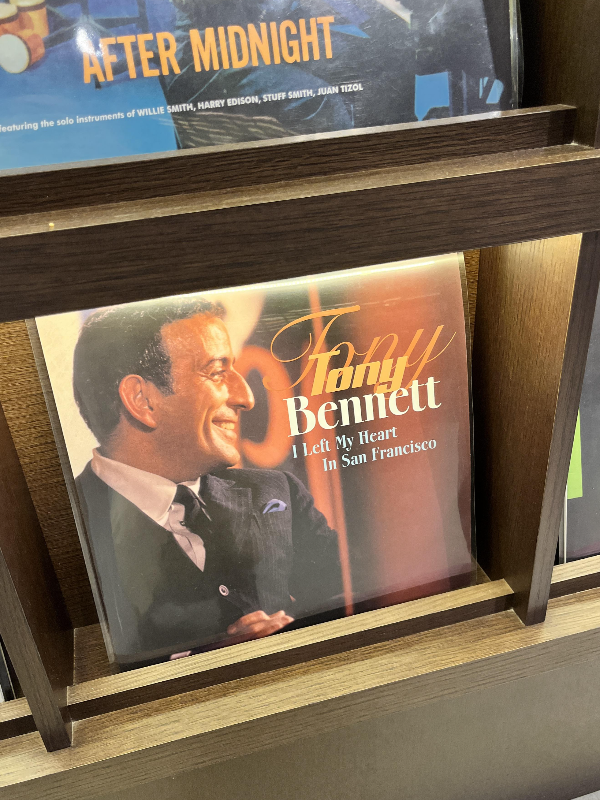 AFTER MIDNIGHT
featuring the solo instruments of WILLIE SMITH, HARRY EDISON, STUFF SMITH, JUAN TIZOL
Tony
Tony
Bennett
I Left My Heart
In San Francisco